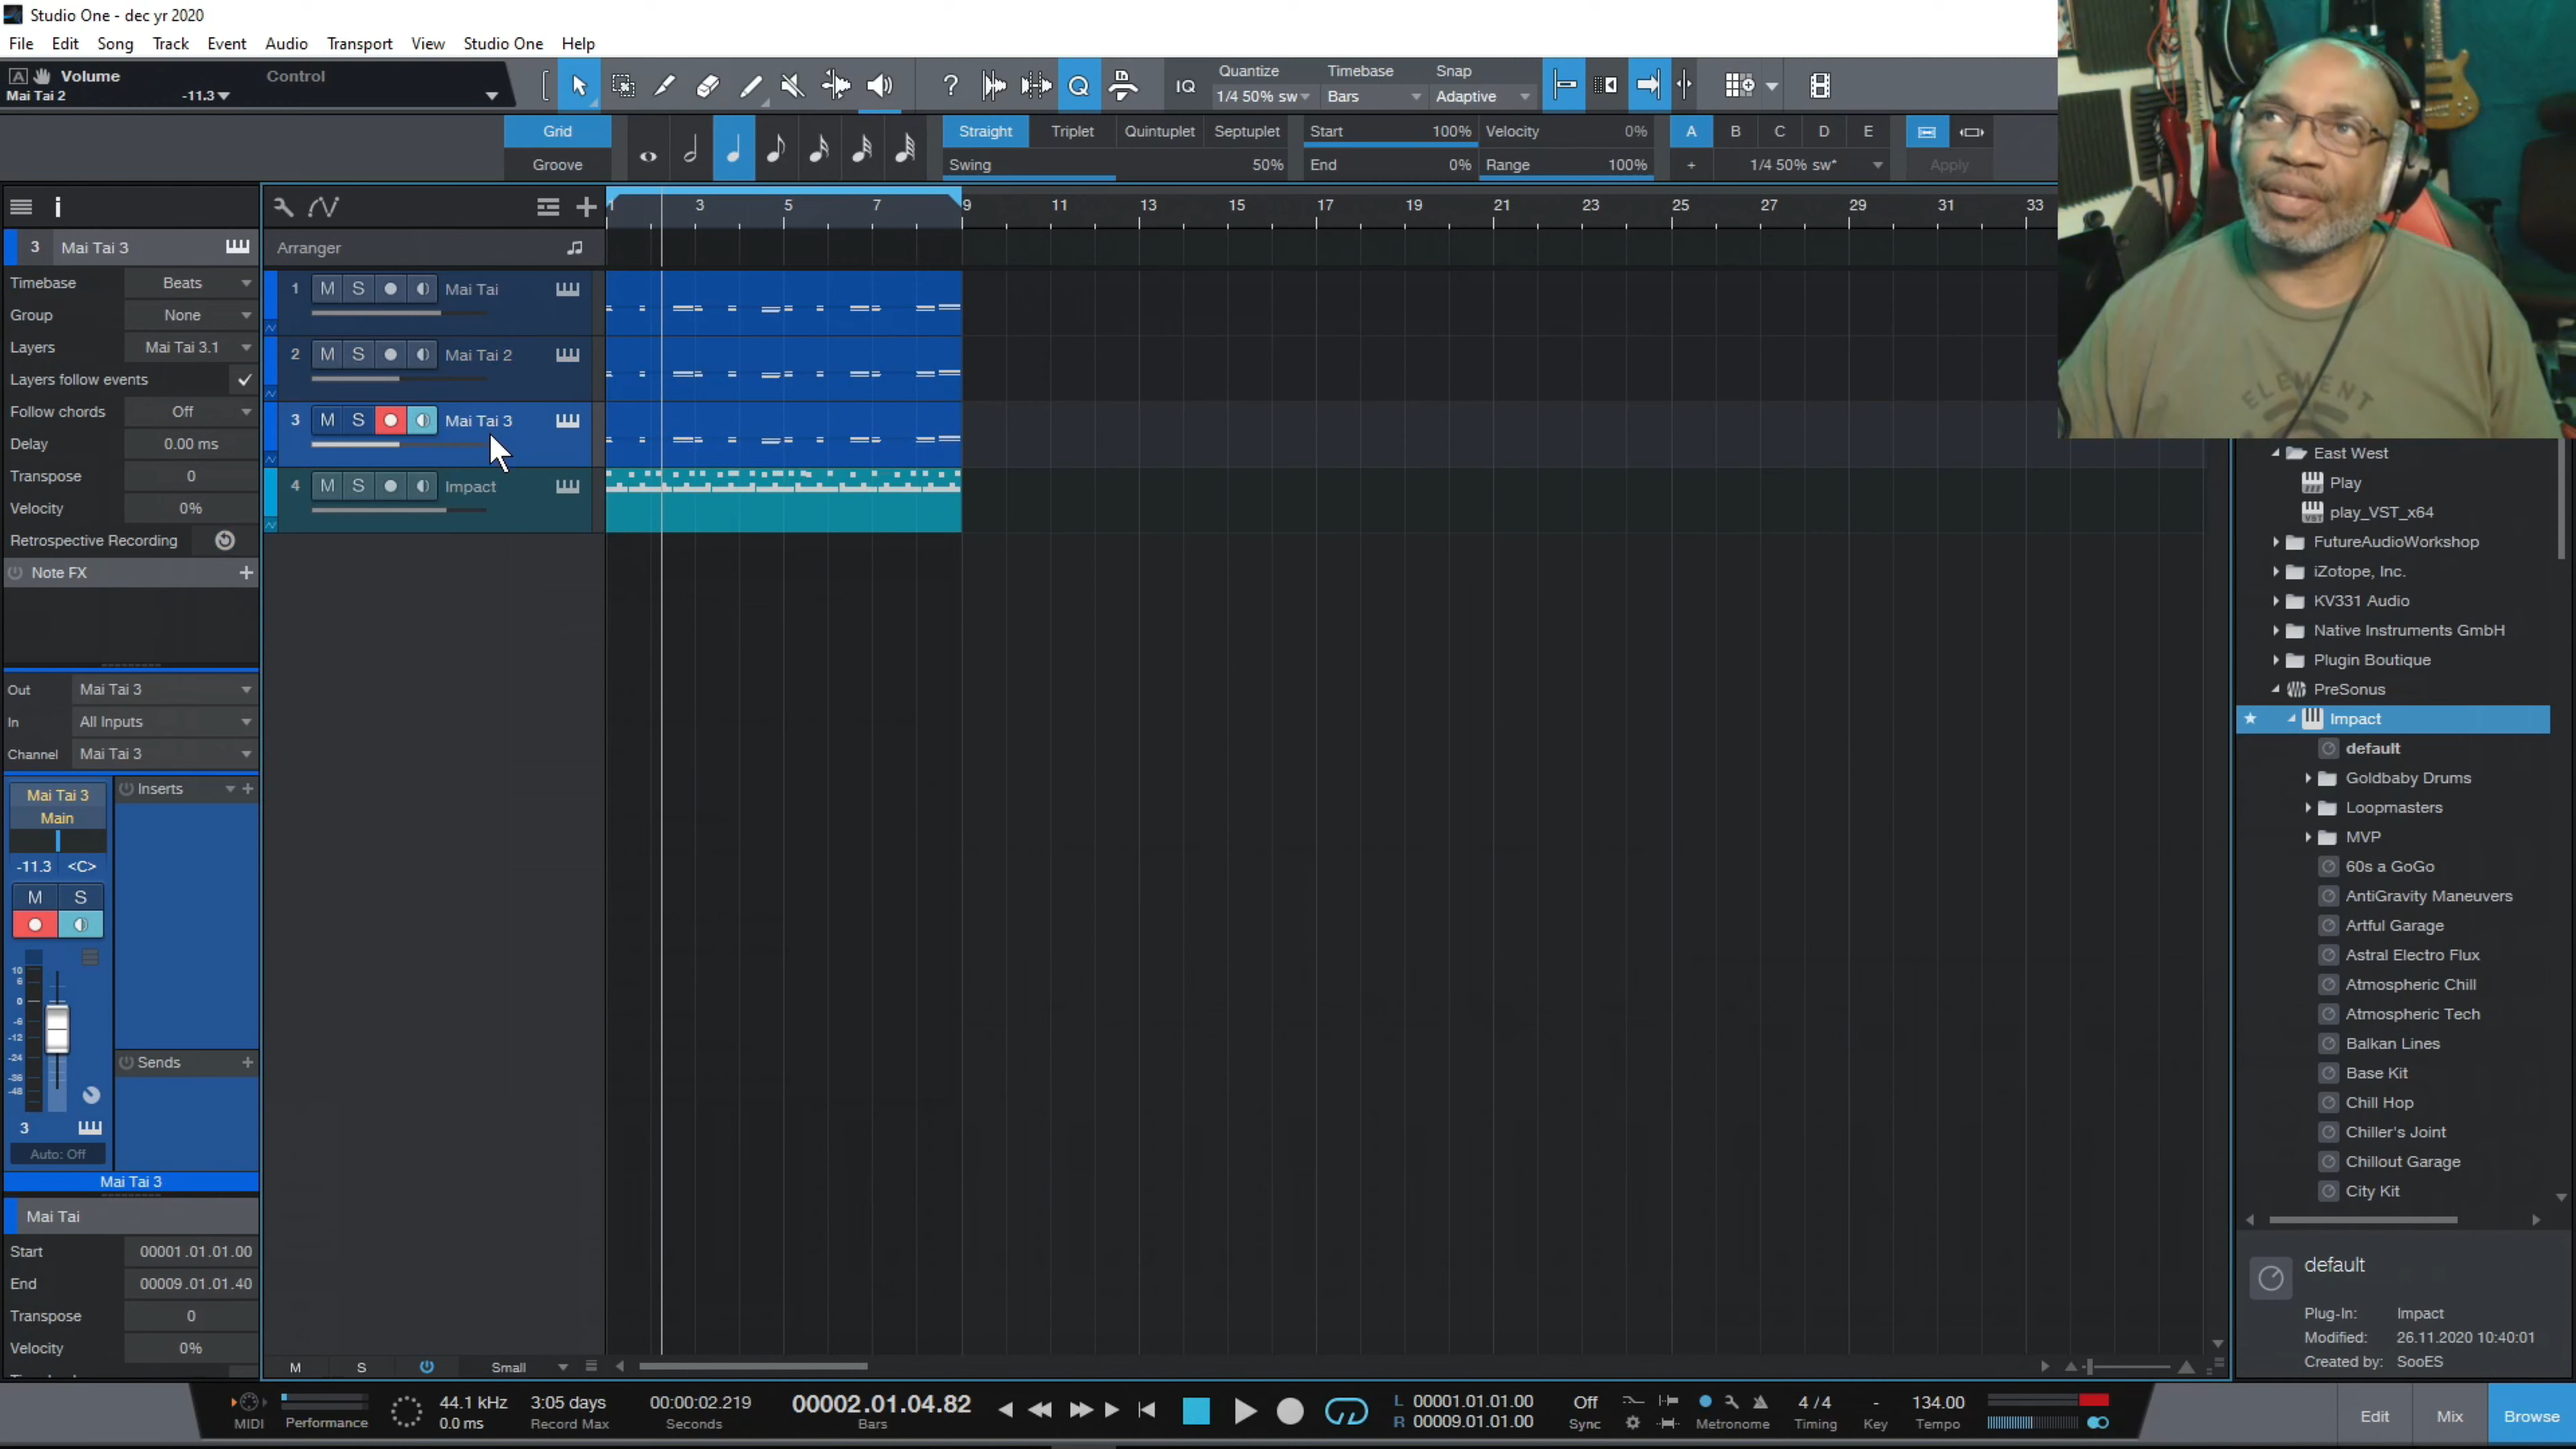 Studio One - dec yr 2020
File Edit Song Track Event Audio Transport View Studio One Help
A Volume Control
Mai Tai 2 -11.3
? Q IQ Quantize Timebase Snap
1/4 50% sw Bars Adaptive
Grid Straight Triplet Quintuplet Septuplet Start 100% Velocity 0% A B C D E
Groove Swing 50% End 0% Range 100% + 1/4 50% sw* Apply
i 1 3 5 7 9 11 13 15 17 19 21 23 25 27 29 31 33
3 Mai Tai 3
Arranger
Timebase Beats
Group None
Layers Mai Tai 3.1
Layers follow events
Follow chords Off
Delay 0.00 ms
Transpose 0
Velocity 0%
Retrospective Recording
Note FX +
1 M S Mai Tai
2 M S Mai Tai 2
3 M S Mai Tai 3
4 M S Impact
ELEMENT
Out Mai Tai 3
In All Inputs
Channel Mai Tai 3
Mai Tai 3 Inserts +
Main
-11.3 <C>
M S
10
6
0
-6
-12
-24
-36
-48
Sends +
3
Auto: Off
Mai Tai 3
Mai Tai
Start 00001.01.01.00
End 00009.01.01.40
Transpose 0
Velocity 0%
M S Small
East West
Play
play_VST_x64
FutureAudioWorkshop
iZotope, Inc.
KV331 Audio
Native Instruments GmbH
Plugin Boutique
PreSonus
Impact
default
Goldbaby Drums
Loopmasters
MVP
60s a GoGo
AntiGravity Maneuvers
Artful Garage
Astral Electro Flux
Atmospheric Chill
Atmospheric Tech
Balkan Lines
Base Kit
Chill Hop
Chiller's Joint
Chillout Garage
City Kit
default
Plug-In: Impact
Modified: 26.11.2020 10:40:01
Created by: SooES
MIDI Performance
44.1 kHz 3:05 days 00:00:02.219 00002.01.04.82 L 00001.01.01.00 Off 4 / 4 - 134.00
0.0 ms Record Max Seconds Bars R 00009.01.01.00 Sync Metronome Timing Key Tempo
Edit Mix Browse